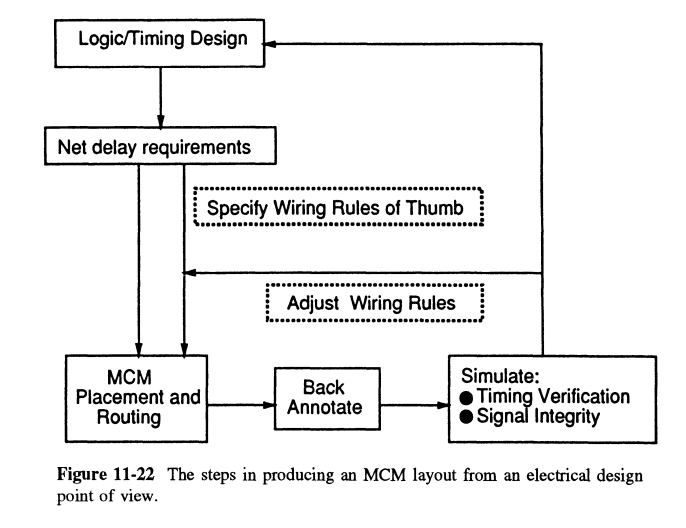 Logic/Timing Design
Net delay requirements
Specify Wiring Rules of Thumb
Adjust Wiring Rules
MCM
Placement and
Routing
Back
Annotate
Simulate:
● Timing Verification
● Signal Integrity
Figure 11-22 The steps in producing an MCM layout from an electrical design
point of view.